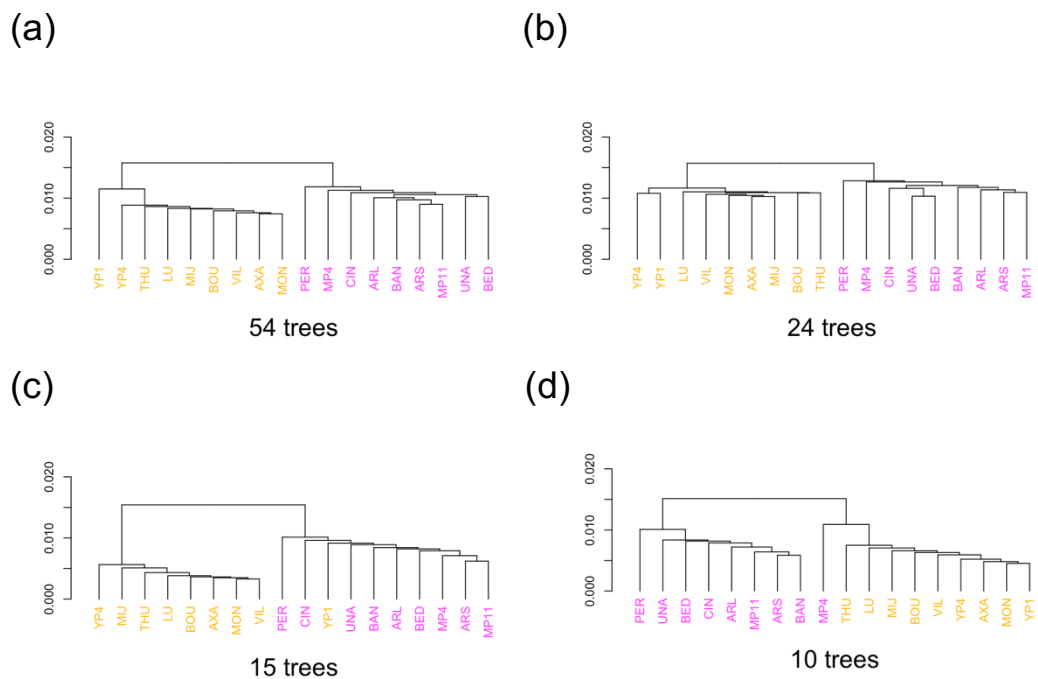 (a)
(b)
0.020
0.010
0.000
YP1 YP4 THU LU MIJ BOU VIL AXA MON PER MP4 CIN ARL BAN ARS MP11 UNA BED
54 trees
0.020
0.010
0.000
YP4 YP1 LU VIL MON AXA MIJ BOU THU PER MP4 CIN UNA BED BAN ARL ARS MP11
24 trees
(c)
(d)
0.020
0.010
0.000
YP4 MIJ THU LU BOU AXA MON VIL PER CIN YP1 UNA BAN ARL BED MP4 ARS MP11
15 trees
0.020
0.010
0.000
PER UNA BED CIN ARL MP11 ARS BAN MP4 THU LU MIJ BOU VIL YP4 AXA MON YP1
10 trees